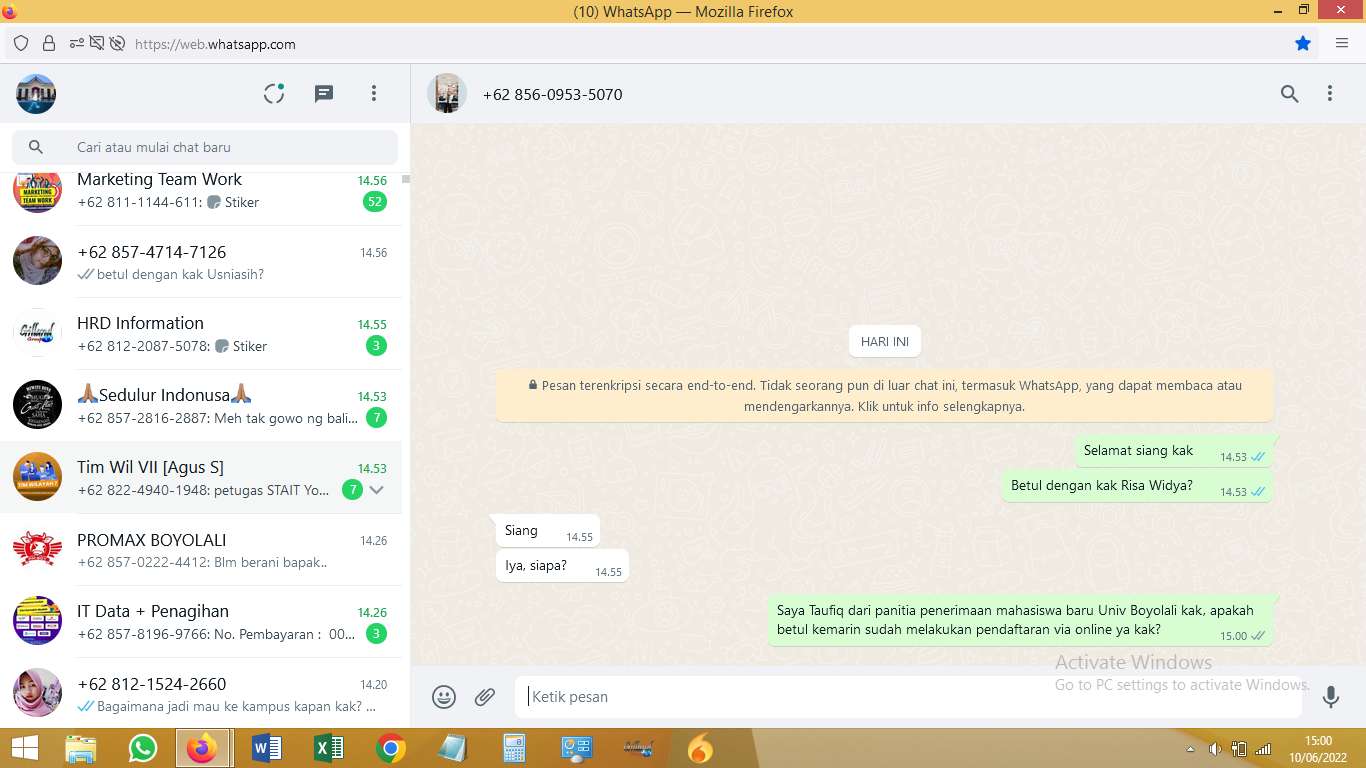 (10) WhatsApp — Mozilla Firefox
https://web.whatsapp.com
+62 856-0953-5070
Cari atau mulai chat baru
Marketing Team Work 14.56
+62 811-1144-611: Stiker 52
+62 857-4714-7126 14.56
betul dengan kak Usniasih?
HRD Information 14.55
+62 812-2087-5078: Stiker 3
🙏🏽Sedulur Indonusa🙏🏽 14.53
+62 857-2816-2887: Meh tak gowo ng bali... 7
Tim Wil VII [Agus S] 14.53
+62 822-4940-1948: petugas STAIT Yo... 7
PROMAX BOYOLALI 14.26
+62 857-0222-4412: Blm berani bapak..
IT Data + Penagihan 14.26
+62 857-8196-9766: No. Pembayaran : 00... 3
+62 812-1524-2660 14.20
Bagaimana jadi mau ke kampus kapan kak? ...
HARI INI
Pesan terenkripsi secara end-to-end. Tidak seorang pun di luar chat ini, termasuk WhatsApp, yang dapat membaca atau
mendengarkannya. Klik untuk info selengkapnya.
Selamat siang kak 14.53
Betul dengan kak Risa Widya? 14.53
Siang 14.55
Iya, siapa? 14.55
Saya Taufiq dari panitia penerimaan mahasiswa baru Univ Boyolali kak, apakah
betul kemarin sudah melakukan pendaftaran via online ya kak? 15.00
Activate Windows
Go to PC settings to activate Windows.
Ketik pesan
15:00
10/06/2022